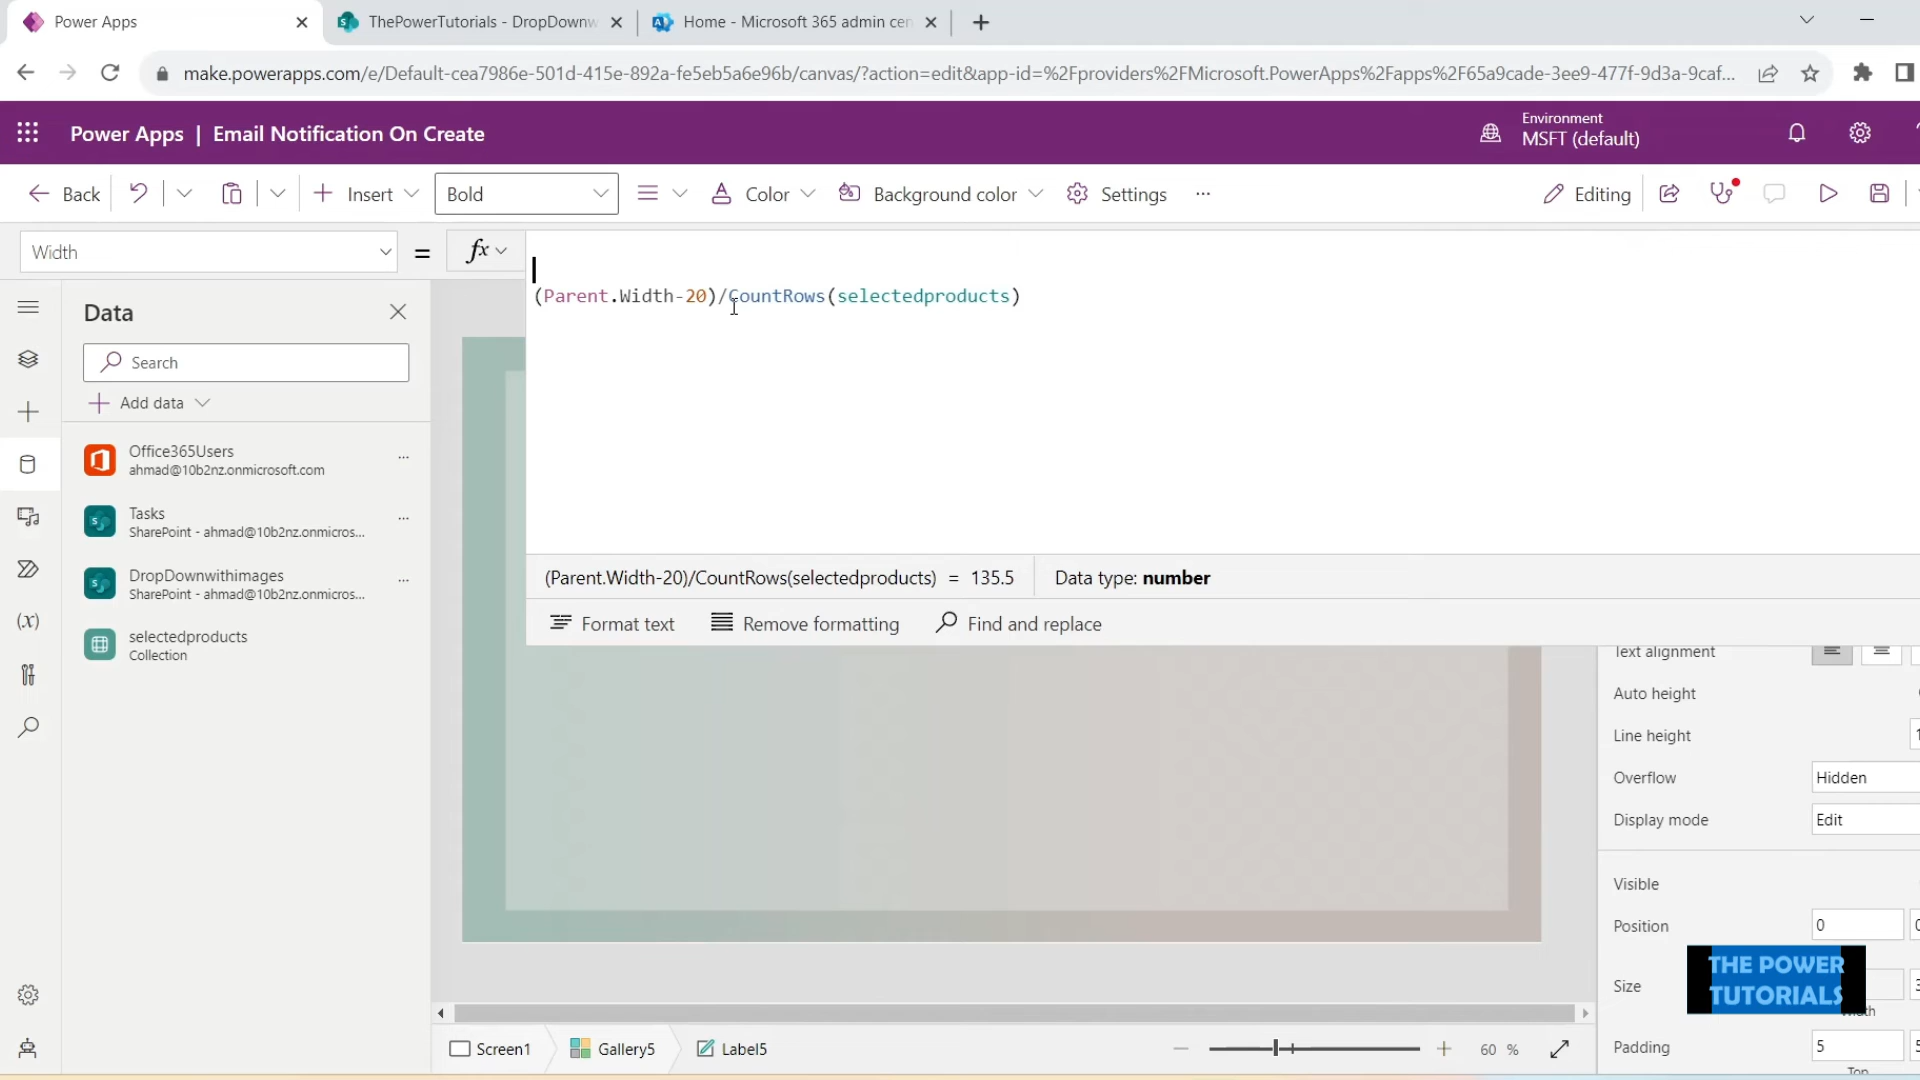 Power Apps
ThePowerTutorials - DropDownw
Home - Microsoft 365 admin cen
make.powerapps.com/e/Default-cea7986e-501d-415e-892a-fe5eb5a6e96b/canvas/?action=edit&app-id=%2Fproviders%2FMicrosoft.PowerApps%2Fapps%2F65a9cade-3ee9-477f-9d3a-9caf...
Power Apps | Email Notification On Create
Environment
MSFT (default)
Back
Insert
Bold
Color
Background color
Settings
...
Editing
Width
=
fx
(Parent.Width-20)/CountRows(selectedproducts)
Data
Search
Add data
Office365Users
ahmad@10b2nz.onmicrosoft.com
...
Tasks
SharePoint - ahmad@10b2nz.onmicros...
...
DropDownwithimages
SharePoint - ahmad@10b2nz.onmicros...
...
selectedproducts
Collection
(x)
(Parent.Width-20)/CountRows(selectedproducts) = 135.5
Data type: number
Format text
Remove formatting
Find and replace
Text alignment
Auto height
Line height
Overflow
Hidden
Display mode
Edit
Visible
Position
0
THE POWER
TUTORIALS
Size
Padding
5
Screen1
Gallery5
Label5
60 %